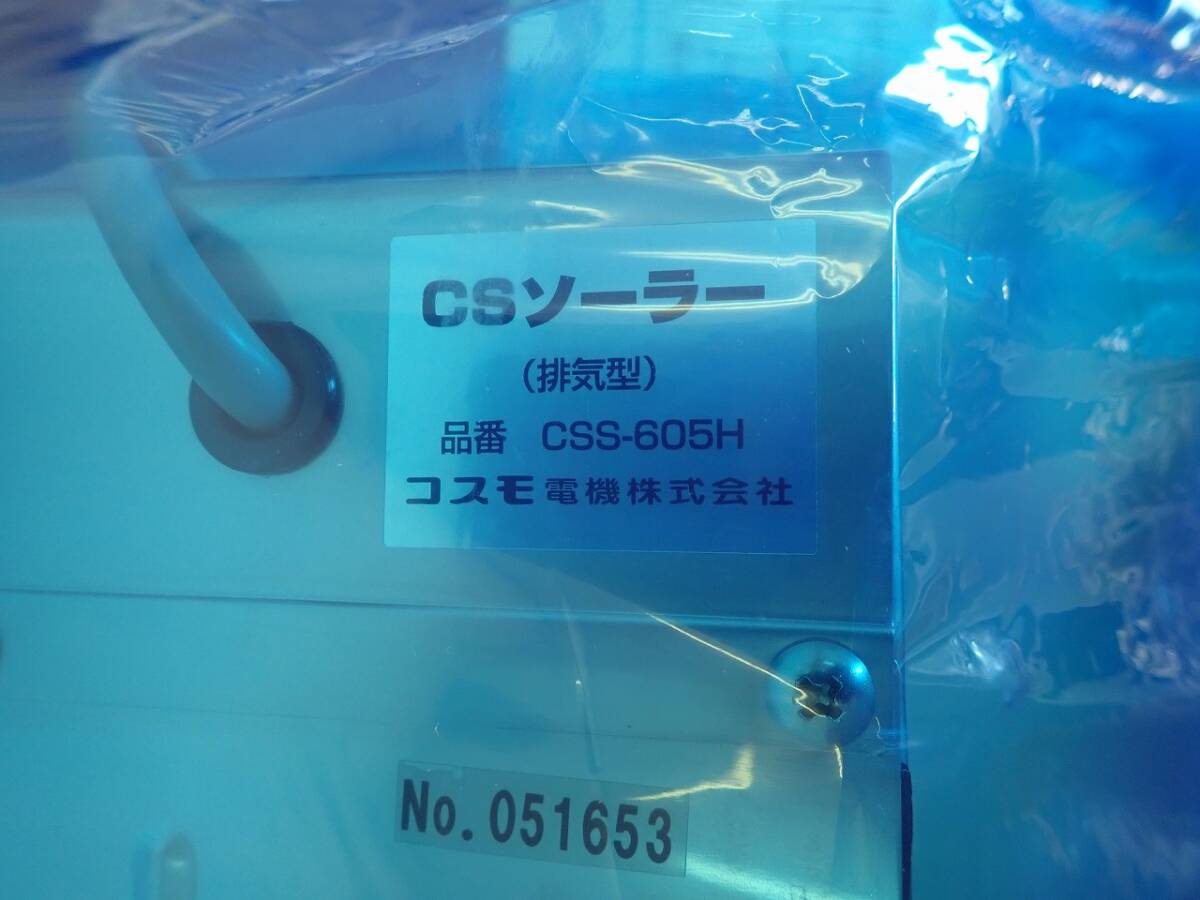 CSソーラー
(排気型)
品番 CSS-605H
コスモ電機株式会社
No.051653